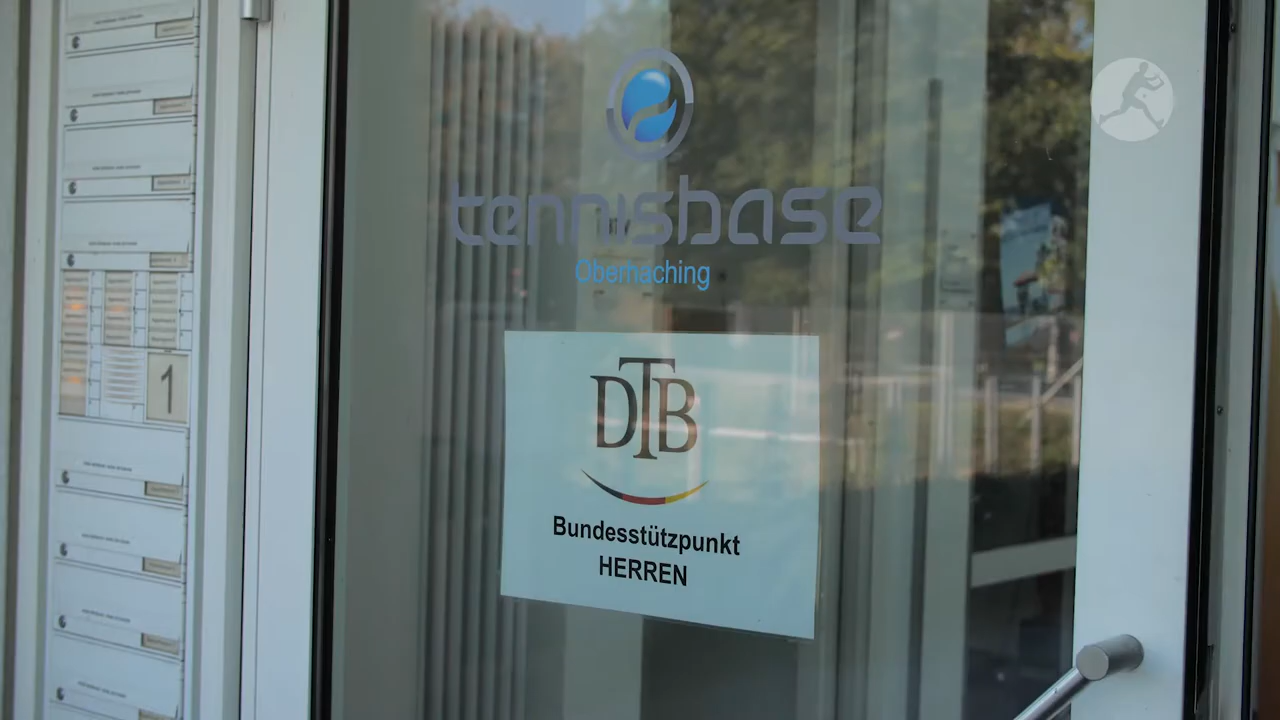 tennisbase
Oberhaching
DTB
Bundesstützpunkt
HERREN
1